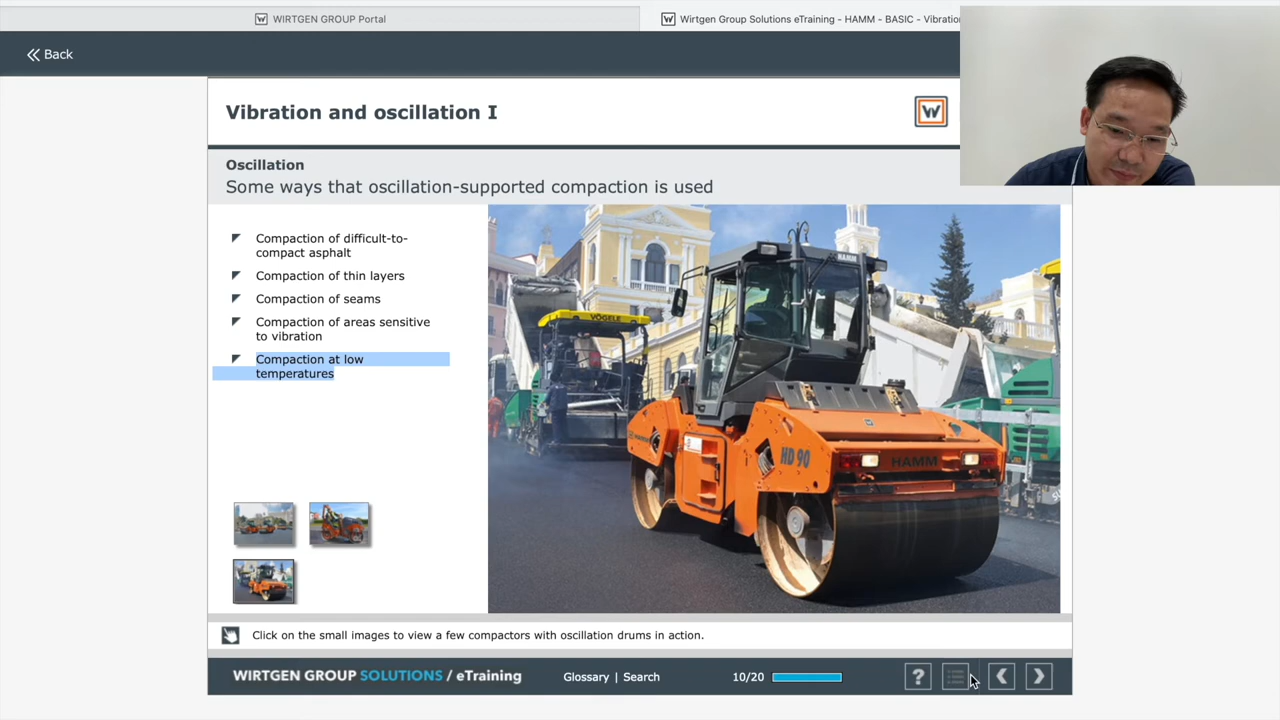 WIRTGEN GROUP Portal
Wirtgen Group Solutions eTraining - HAMM - BASIC - Vibratio
Back
Vibration and oscillation I
W
Oscillation
Some ways that oscillation-supported compaction is used
Compaction of difficult-to-
compact asphalt
Compaction of thin layers
Compaction of seams
Compaction of areas sensitive
to vibration
Compaction at low
temperatures
HAMM
VÖGELE
HD 90
HAMM
Click on the small images to view a few compactors with oscillation drums in action.
WIRTGEN GROUP SOLUTIONS / eTraining
Glossary | Search
10/20
?